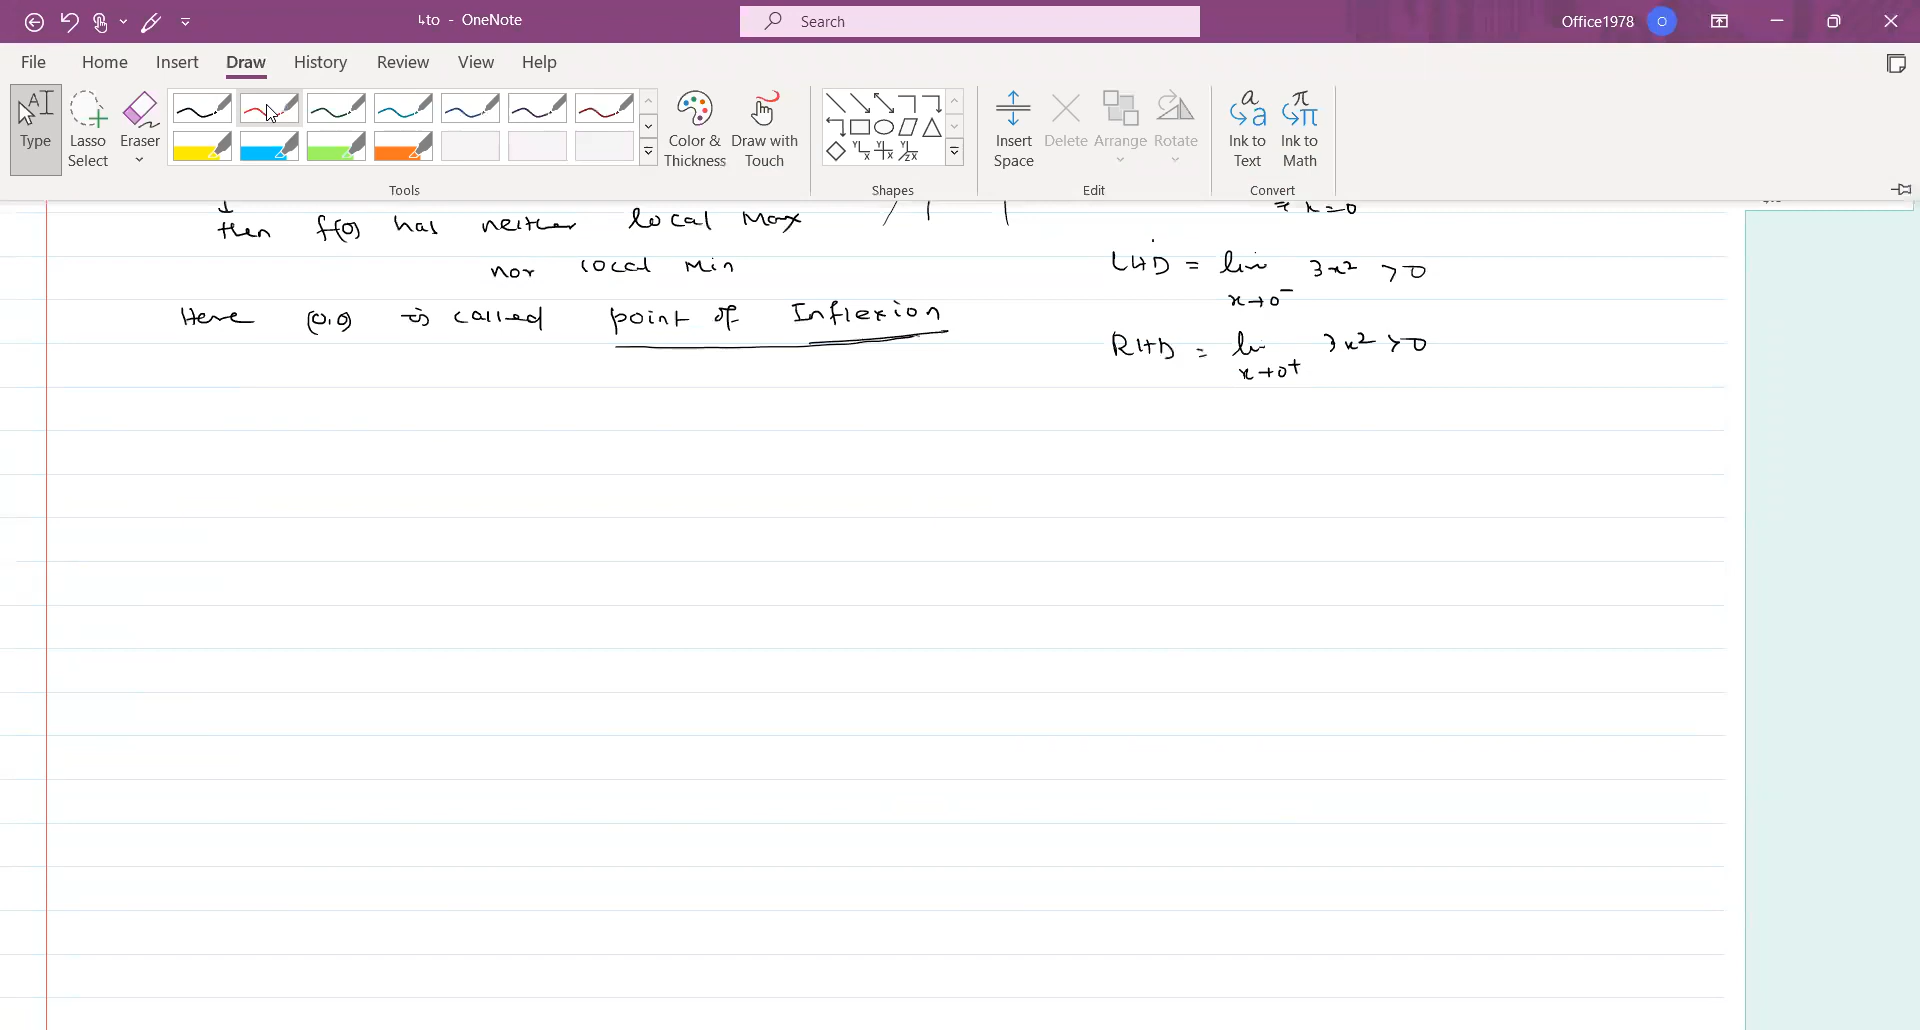 ↳to - OneNote
Search
Office1978
O
File Home Insert Draw History Review View Help
Type
Lasso Select
Eraser
Color & Thickness
Draw with Touch
Insert Space
Delete
Arrange
Rotate
Ink to Text
Ink to Math
Tools
Shapes
Edit
Convert
then f(0) has neither local Max
nor local Min
Here (0,0) is called point of Inflexion
⇒ x=0
LHD = lim 3x² >0
x→0⁻
RHD = lim 3x² >0
x→0⁺